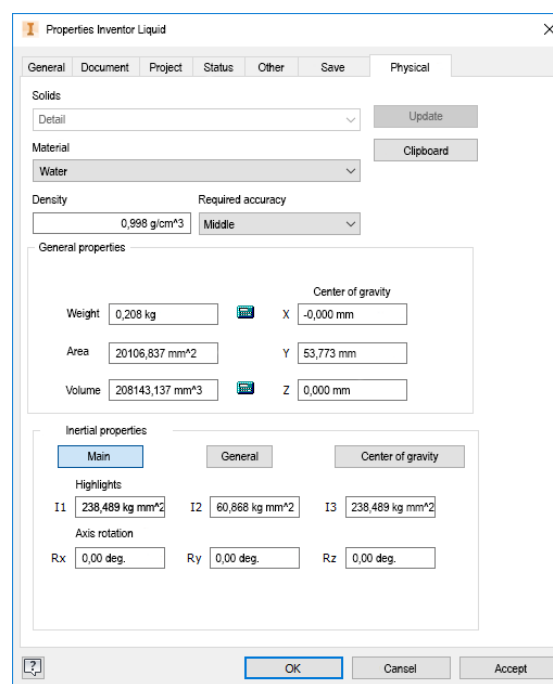 Properties Inventor Liquid
General Document Project Status Other Save Physical
Solids
Detail
Update
Material
Clipboard
Water
Density Required accuracy
0,998 g/cm^3 Middle
General properties
Center of gravity
Weight 0,208 kg X -0,000 mm
Area 20106,837 mm^2 Y 53,773 mm
Volume 208143,137 mm^3 Z 0,000 mm
Inertial properties
Main General Center of gravity
Highlights
I1 238,489 kg mm^2 I2 60,868 kg mm^2 I3 238,489 kg mm^2
Axis rotation
Rx 0,00 deg. Ry 0,00 deg. Rz 0,00 deg.
OK Cansel Accept